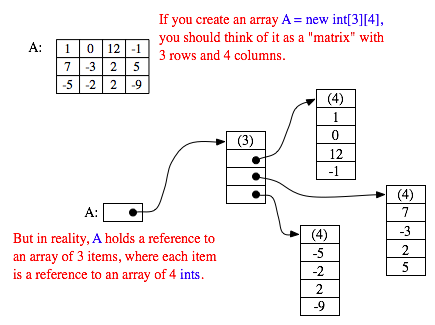 If you create an array A = new int[3][4],
you should think of it as a "matrix" with
3 rows and 4 columns.
A:
1 0 12 -1
7 -3 2 5
-5 -2 2 -9
(3)
(4)
1
0
12
-1
A:
(4)
7
-3
2
5
(4)
-5
-2
2
-9
But in reality, A holds a reference to
an array of 3 items, where each item
is a reference to an array of 4 ints.